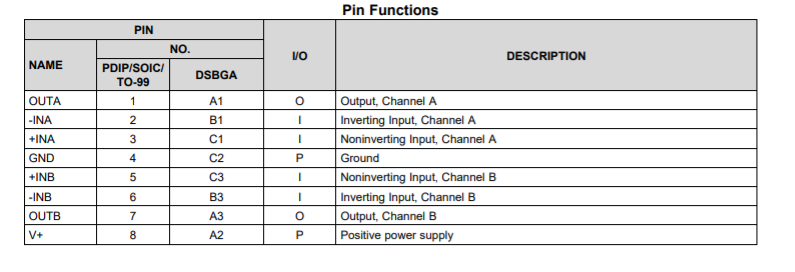 Pin Functions
PIN
NAME
NO.
I/O
DESCRIPTION
PDIP/SOIC/
TO-99
DSBGA
OUTA 1 A1 O Output, Channel A
-INA 2 B1 I Inverting Input, Channel A
+INA 3 C1 I Noninverting Input, Channel A
GND 4 C2 P Ground
+INB 5 C3 I Noninverting Input, Channel B
-INB 6 B3 I Inverting Input, Channel B
OUTB 7 A3 O Output, Channel B
V+ 8 A2 P Positive power supply